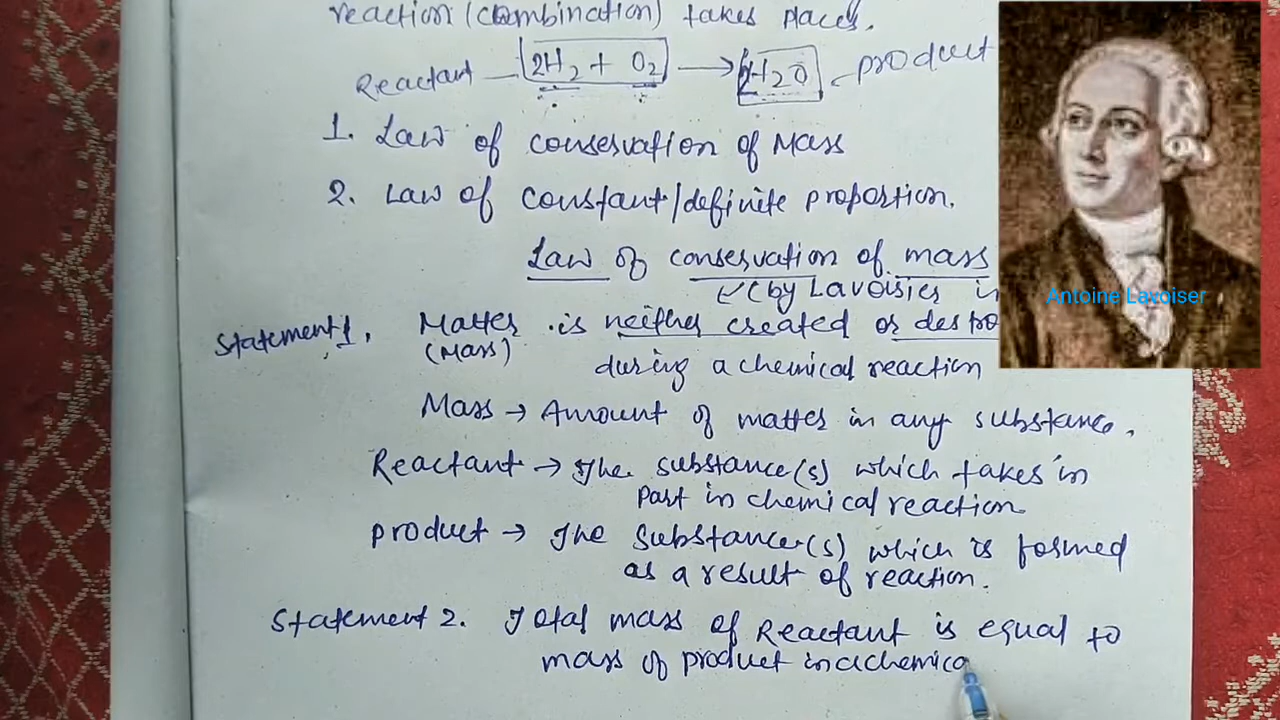 reaction (combination) takes place.
Reactant — 2H₂ + O₂ → 2H₂O - product
1. Law of conservation of Mass
2. Law of constant/definite proportion.
Law of conservation of mass
(by Lavoisier in
Statement 1. Matter is neither created or destro
(Mass)
during a chemical reaction
Mass → Amount of matter in any substance.
Reactant → The substance(s) which takes in
part in chemical reaction.
product → The substance(s) which is formed
as a result of reaction.
Statement 2. Total mass of Reactant is equal to
mass of product in a chemica
Antoine Lavoiser